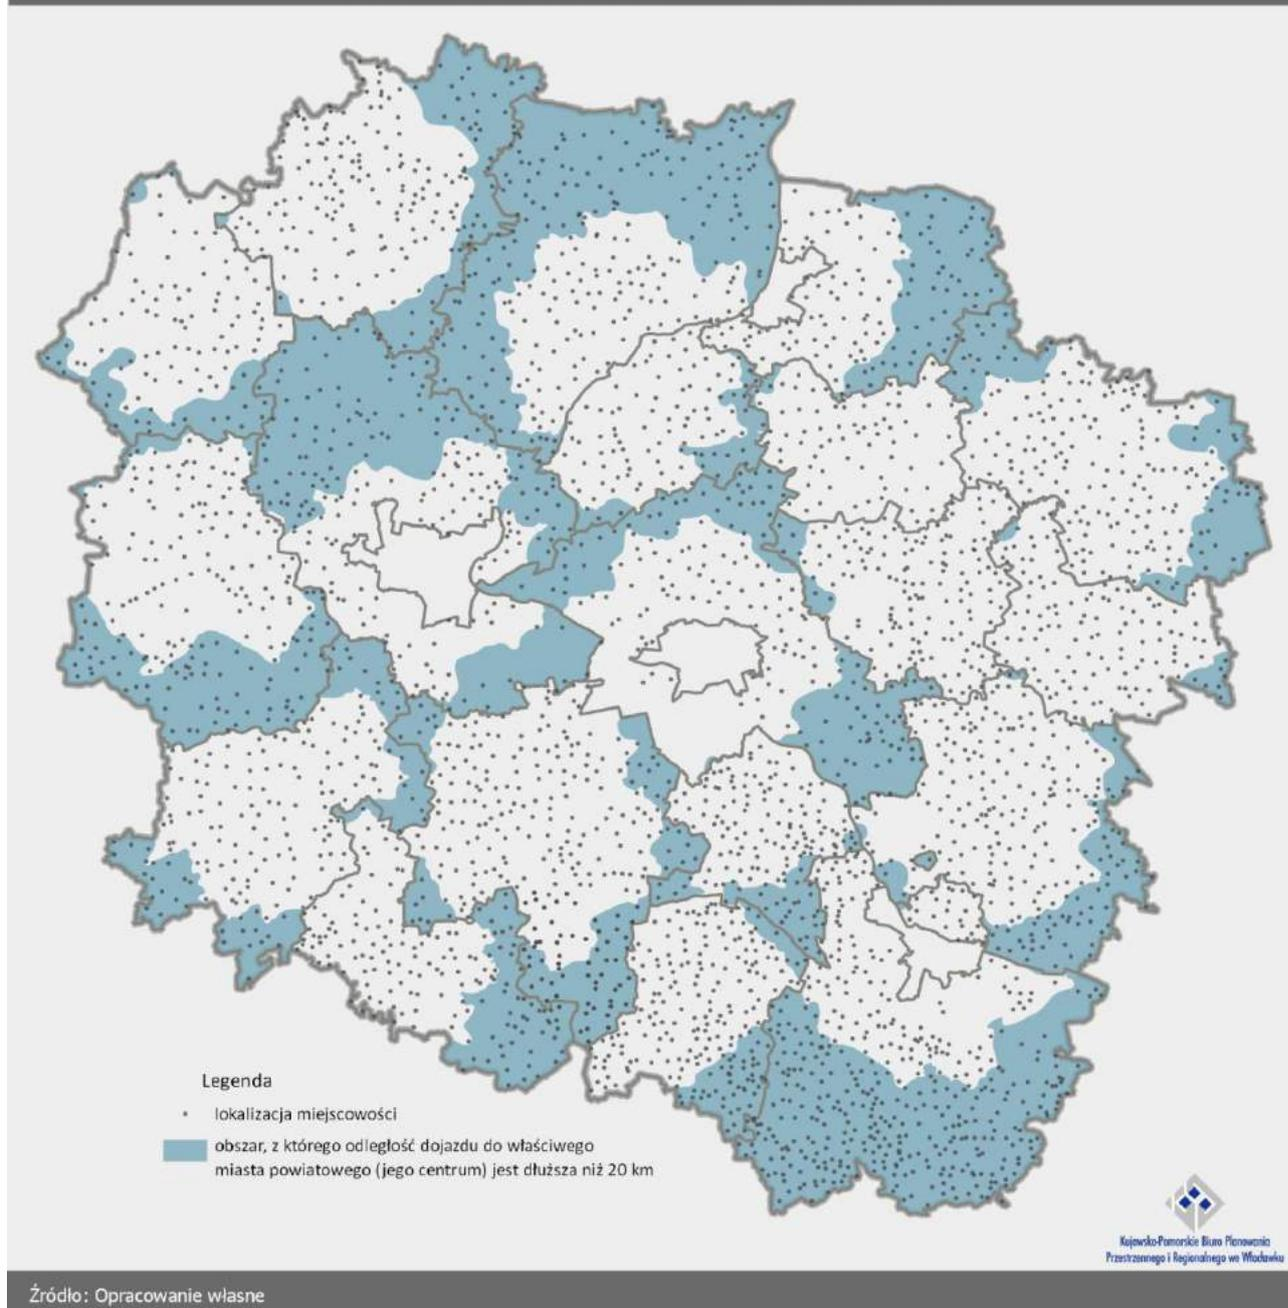 Legenda
lokalizacja miejscowości
obszar, z którego odległość dojazdu do właściwego
miasta powiatowego (jego centrum) jest dłuższa niż 20 km
Kujawsko-Pomorskie Biuro Planowania
Przestrzennego i Regionalnego we Włocławku
Źródło: Opracowanie własne